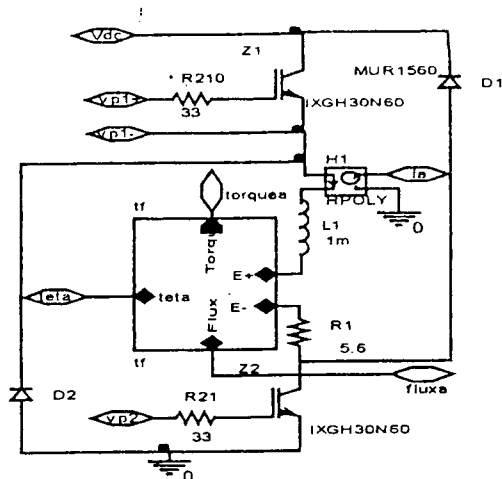 Vdc
Z1
R210
MUR1560
D1
vp1+
33
IXGH30N60
vp1-
H1
Ia
HPOLY
torquea
tf
L1
0
1m
Torqu
E+
teta
teta
E-
Flux
R1
5.6
tf
Z2
fluxa
D2
R21
vp2
33
IXGH30N60
0